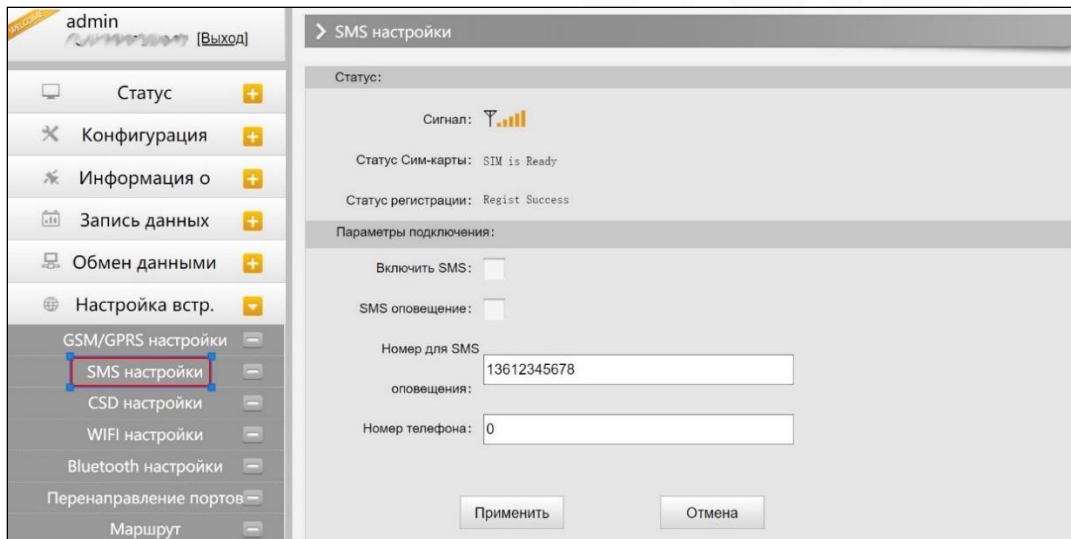 WELCOME
admin
[Выход]
Статус
Конфигурация
Информация о
Запись данных
Обмен данными
Настройка встр.
GSM/GPRS настройки
SMS настройки
CSD настройки
WIFI настройки
Bluetooth настройки
Перенаправление портов
Маршрут
SMS настройки
Статус:
Сигнал:
Статус Сим-карты: SIM is Ready
Статус регистрации: Regist Success
Параметры подключения:
Включить SMS:
SMS оповещение:
Номер для SMS
оповещения: 13612345678
Номер телефона: 0
Применить Отмена